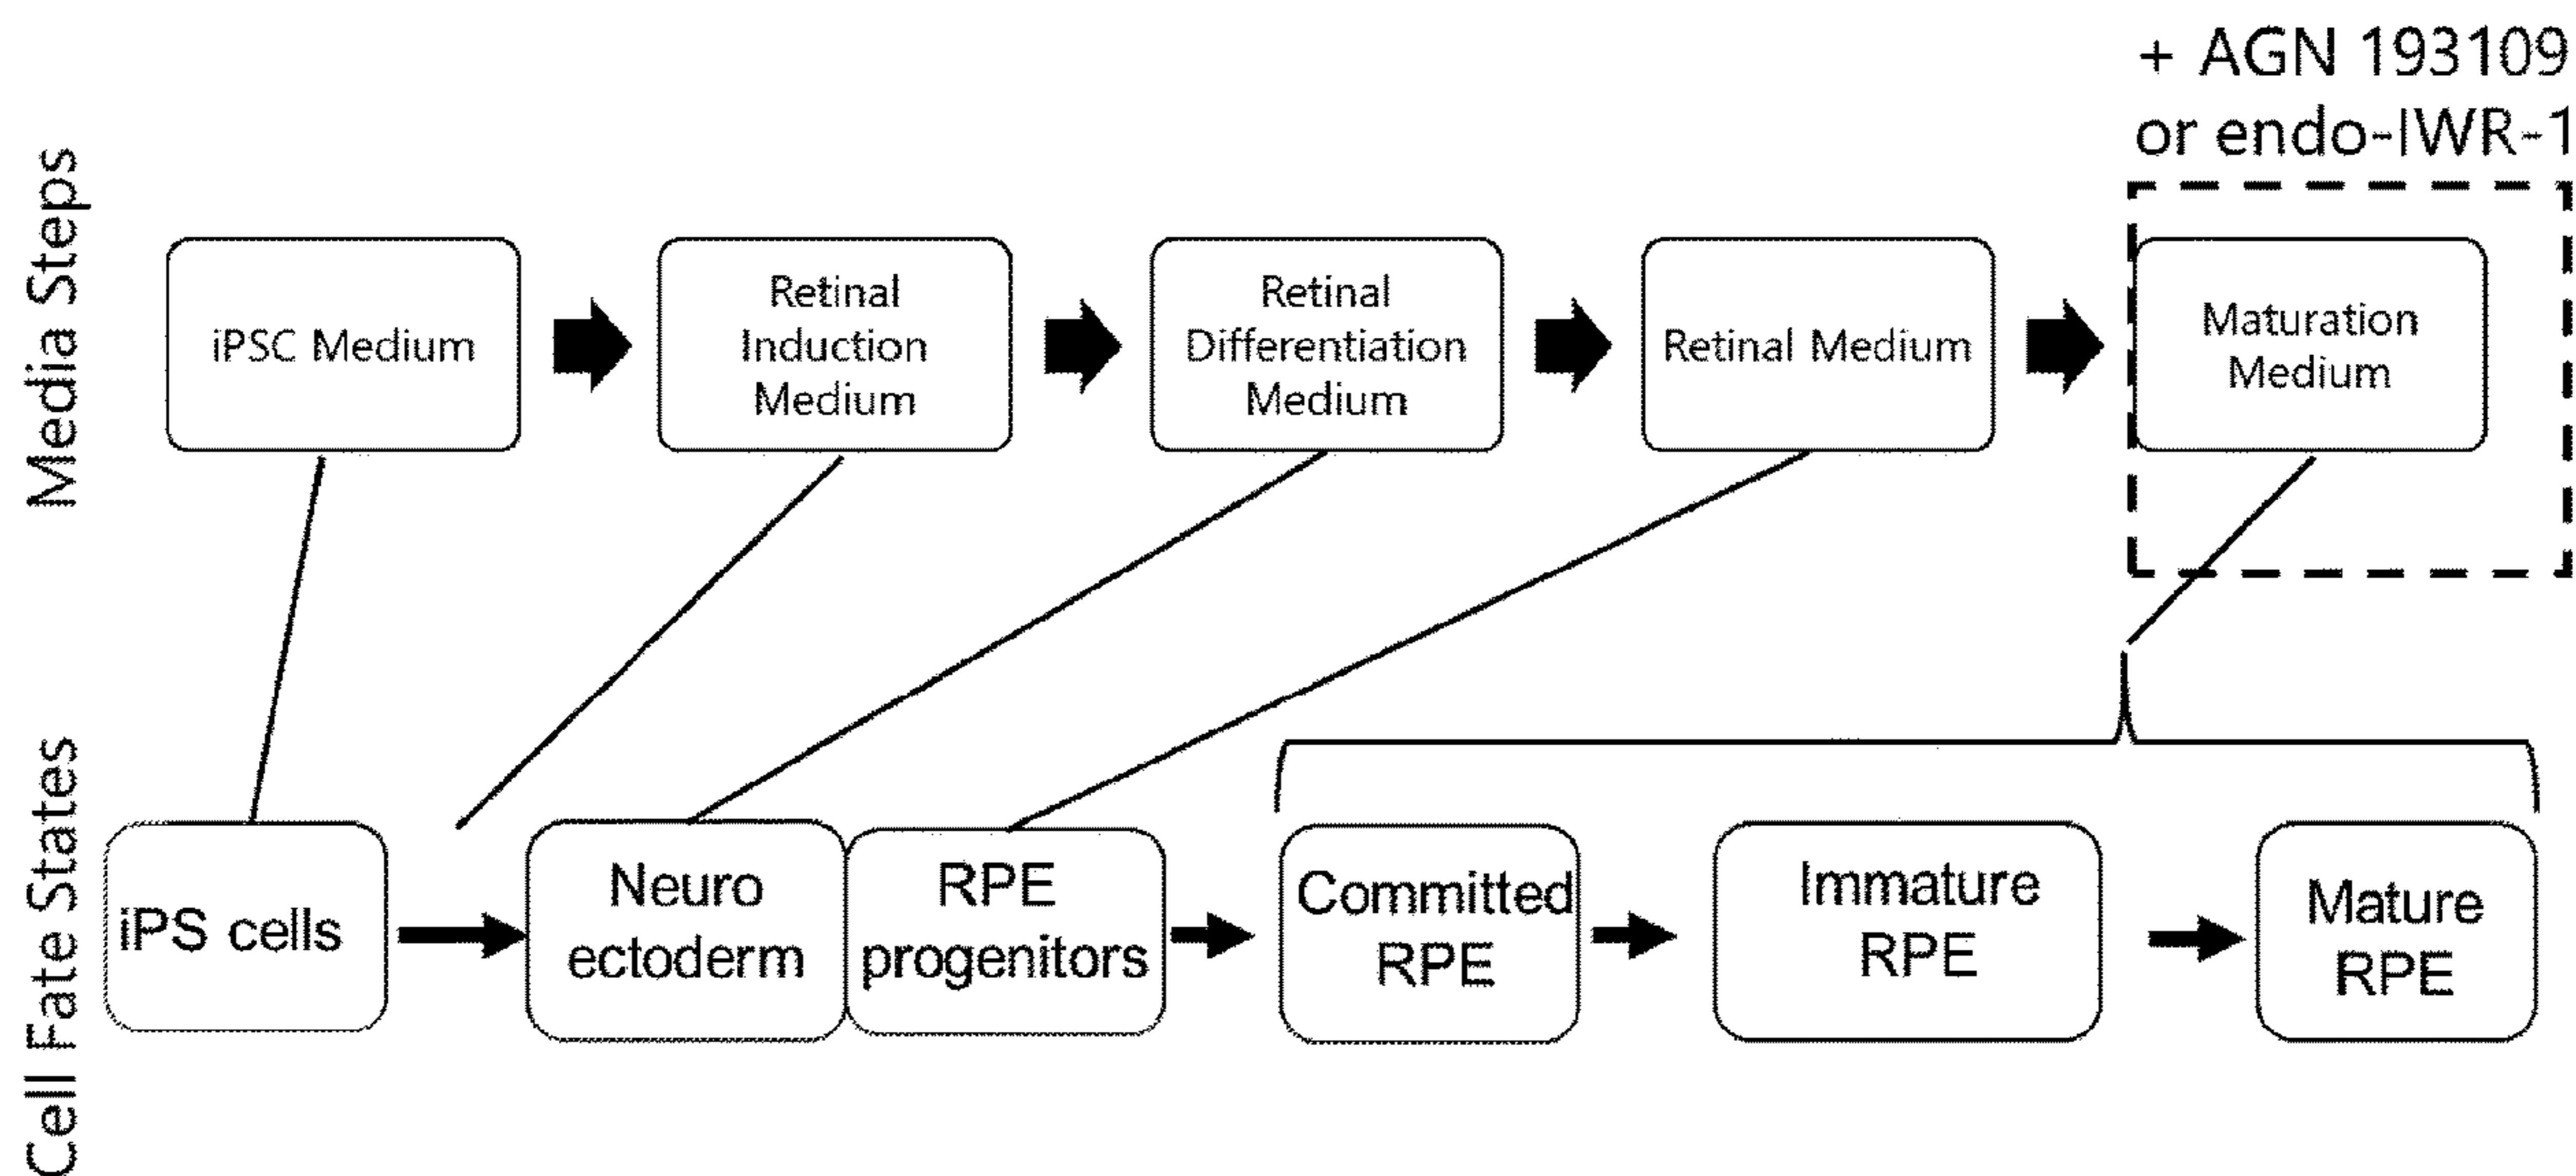 + AGN 193109
or endo-IWR-1
Media Steps
iPSC Medium
Retinal
Induction
Medium
Retinal
Differentiation
Medium
Retinal Medium
Maturation
Medium
Cell Fate States
iPS cells
Neuro
ectoderm
RPE
progenitors
Committed
RPE
Immature
RPE
Mature
RPE